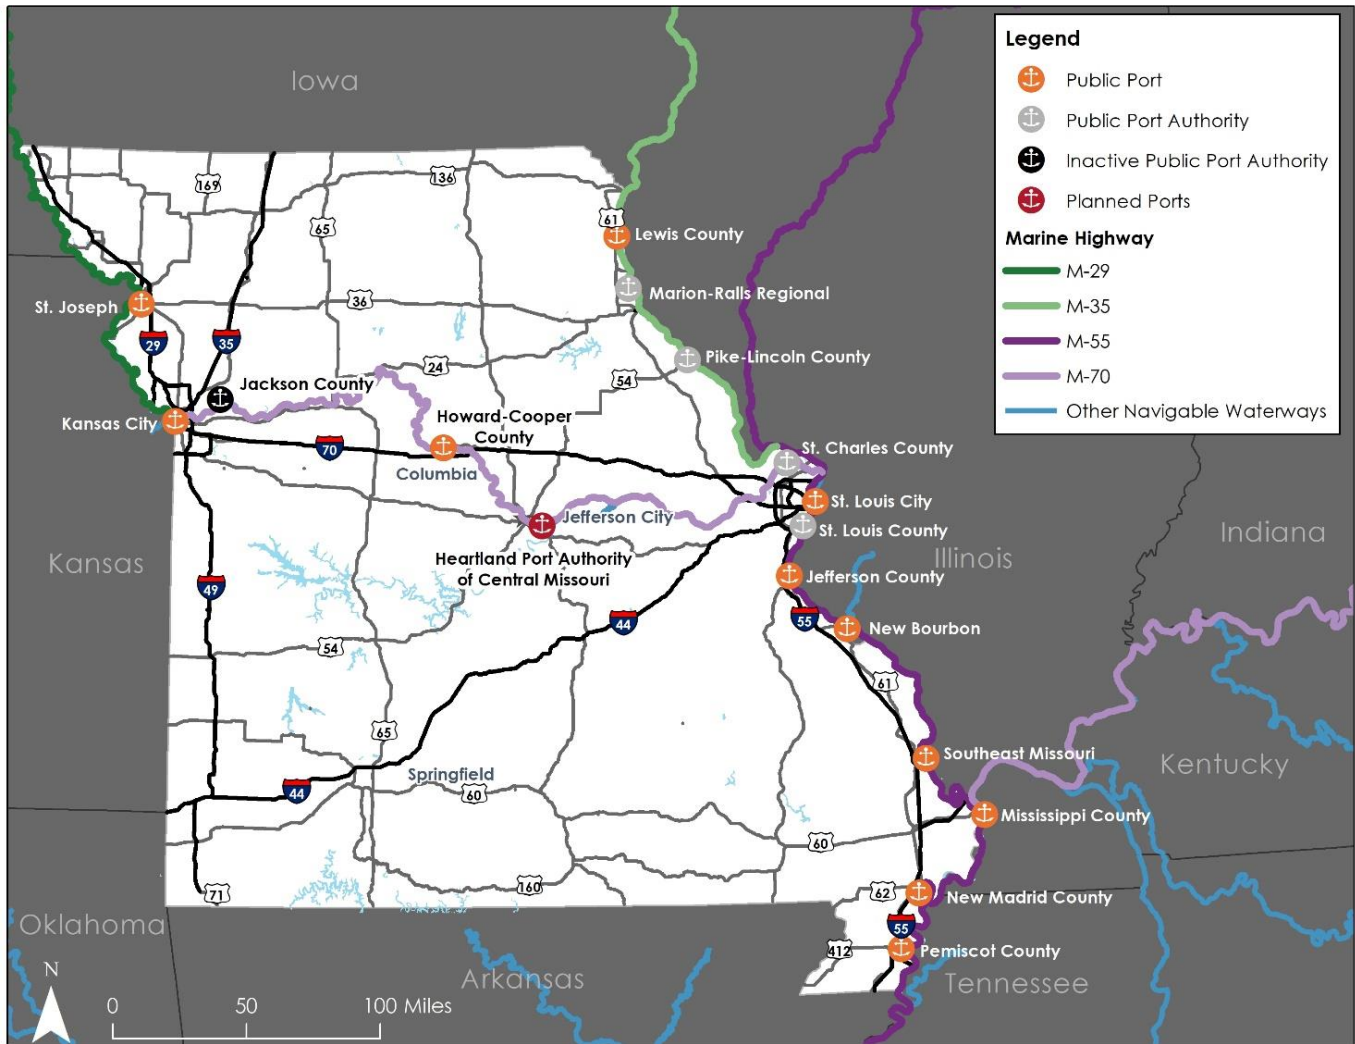 Iowa
Legend
Public Port
Public Port Authority
Inactive Public Port Authority
Planned Ports
Marine Highway
M-29
M-35
M-55
M-70
Other Navigable Waterways
169
136
65
61
Lewis County
St. Joseph
36
Marion-Ralls Regional
29
35
24
54
Pike-Lincoln County
Jackson County
Kansas City
Howard-Cooper
County
70
Columbia
St. Charles County
St. Louis City
Jefferson City
St. Louis County
Indiana
Illinois
Kansas
Heartland Port Authority
of Central Missouri
49
Jefferson County
44
55
New Bourbon
54
61
65
Southeast Missouri
Kentucky
Springfield
44
60
Mississippi County
60
71
160
62
New Madrid County
Oklahoma
55
412
Pemiscot County
Arkansas
Tennessee
N
0 50 100 Miles